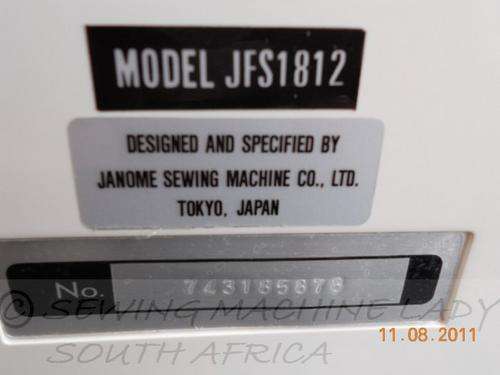 MODEL JFS1812
DESIGNED AND SPECIFIED BY
JANOME SEWING MACHINE CO., LTD.
TOKYO, JAPAN
No. 743165678
© SEWING MACHINE LADY
SOUTH AFRICA
11.08.2011